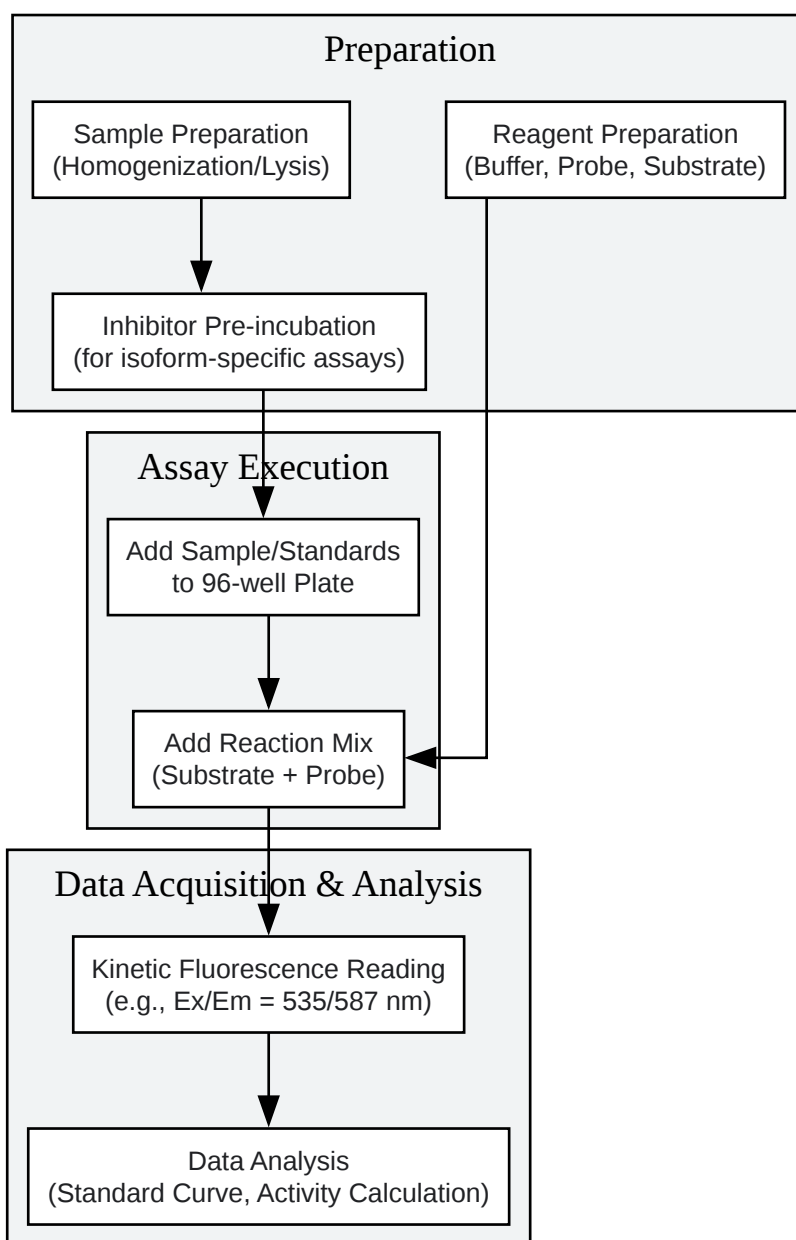 Preparation
Sample Preparation
(Homogenization/Lysis)
Reagent Preparation
(Buffer, Probe, Substrate)
Inhibitor Pre-incubation
(for isoform-specific assays)
Assay Execution
Add Sample/Standards
to 96-well Plate
Add Reaction Mix
(Substrate + Probe)
Data Acquisition & Analysis
Kinetic Fluorescence Reading
(e.g., Ex/Em = 535/587 nm)
Data Analysis
(Standard Curve, Activity Calculation)